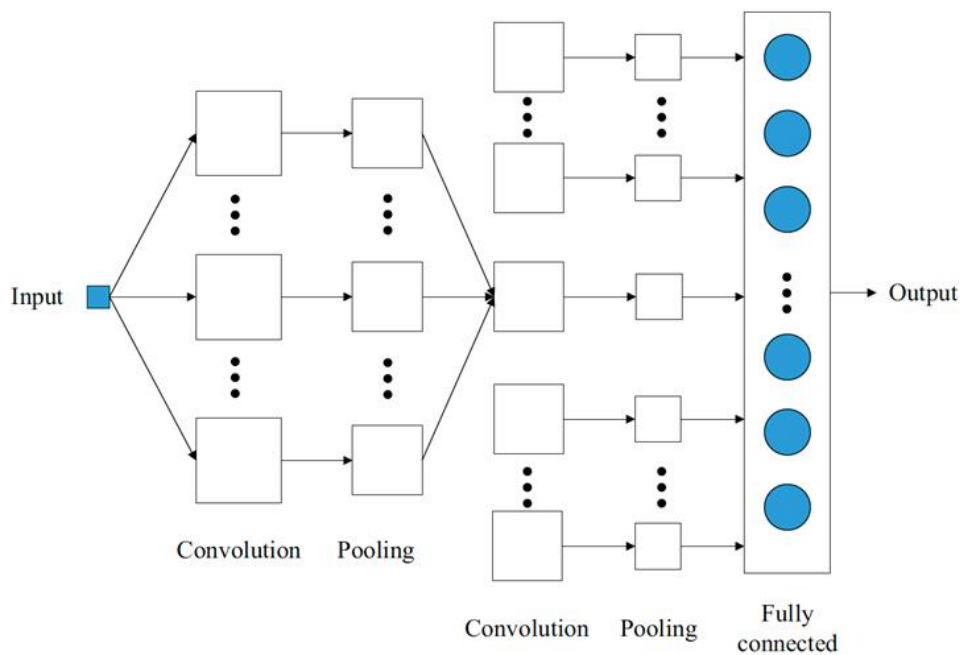 Input
Output
Convolution
Pooling
Convolution
Pooling
Fully
connected